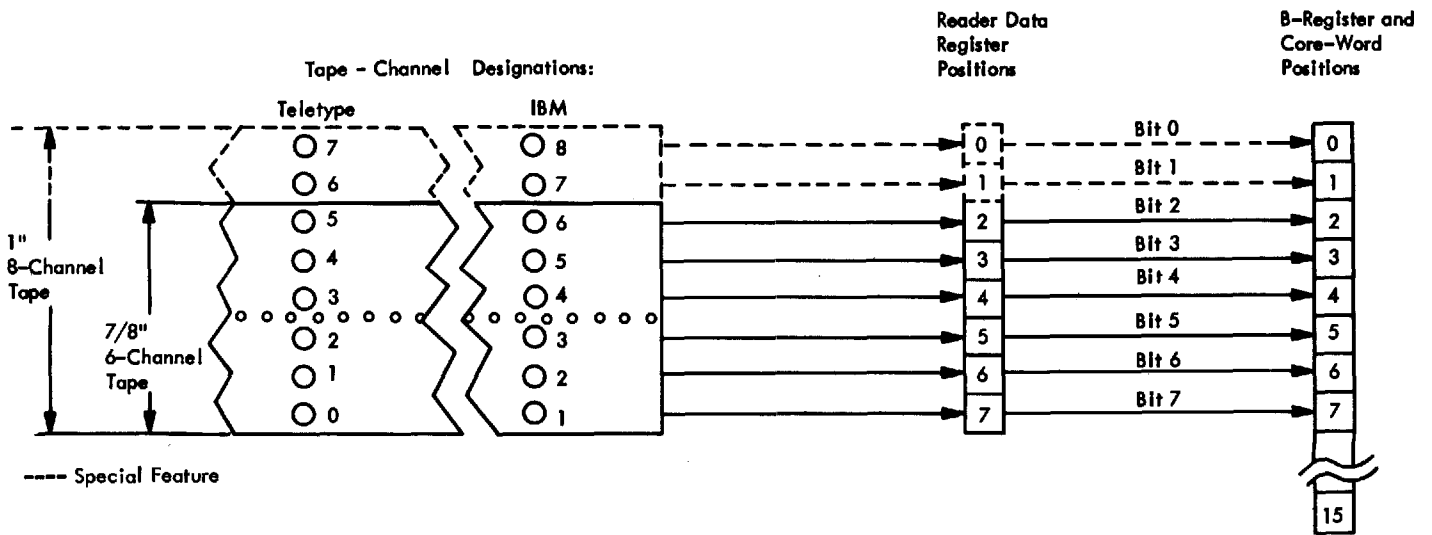 Reader Data
Register
Positions
B-Register and
Core-Word
Positions
Tape - Channel Designations:
Teletype
IBM
7
8
0
Bit 0
0
6
7
1
Bit 1
1
5
6
2
Bit 2
2
4
5
3
Bit 3
3
3
4
4
Bit 4
4
2
3
5
Bit 5
5
1
2
6
Bit 6
6
0
1
7
Bit 7
7
15
1"
8-Channel
Tape
7/8"
6-Channel
Tape
---- Special Feature